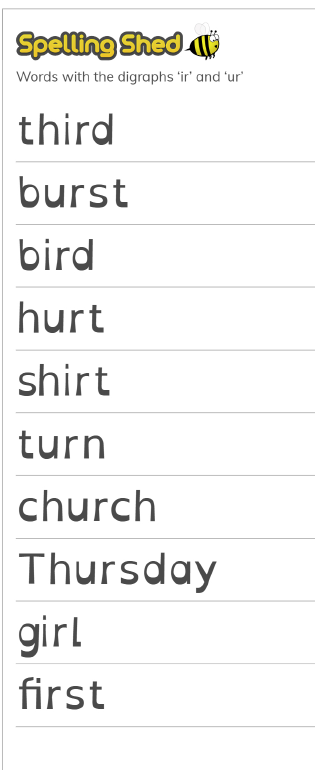 Spelling Shed
Words with the digraphs ‘ir’ and ‘ur’
third
burst
bird
hurt
shirt
turn
church
Thursday
girl
first